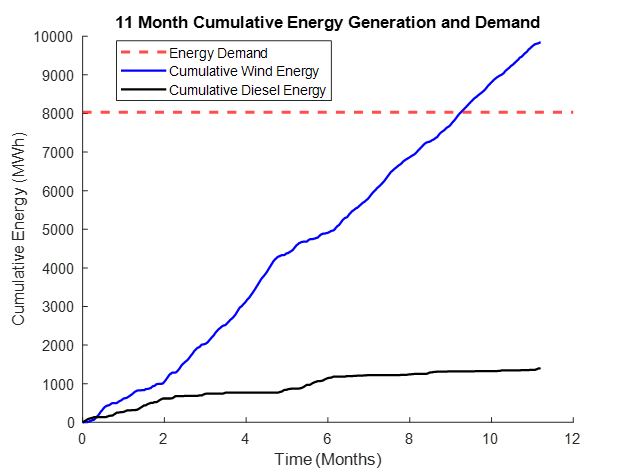 11 Month Cumulative Energy Generation and Demand
10000
9000
8000
7000
6000
5000
4000
3000
2000
1000
0
Cumulative Energy (MWh)
Energy Demand
Cumulative Wind Energy
Cumulative Diesel Energy
0 2 4 6 8 10 12
Time (Months)